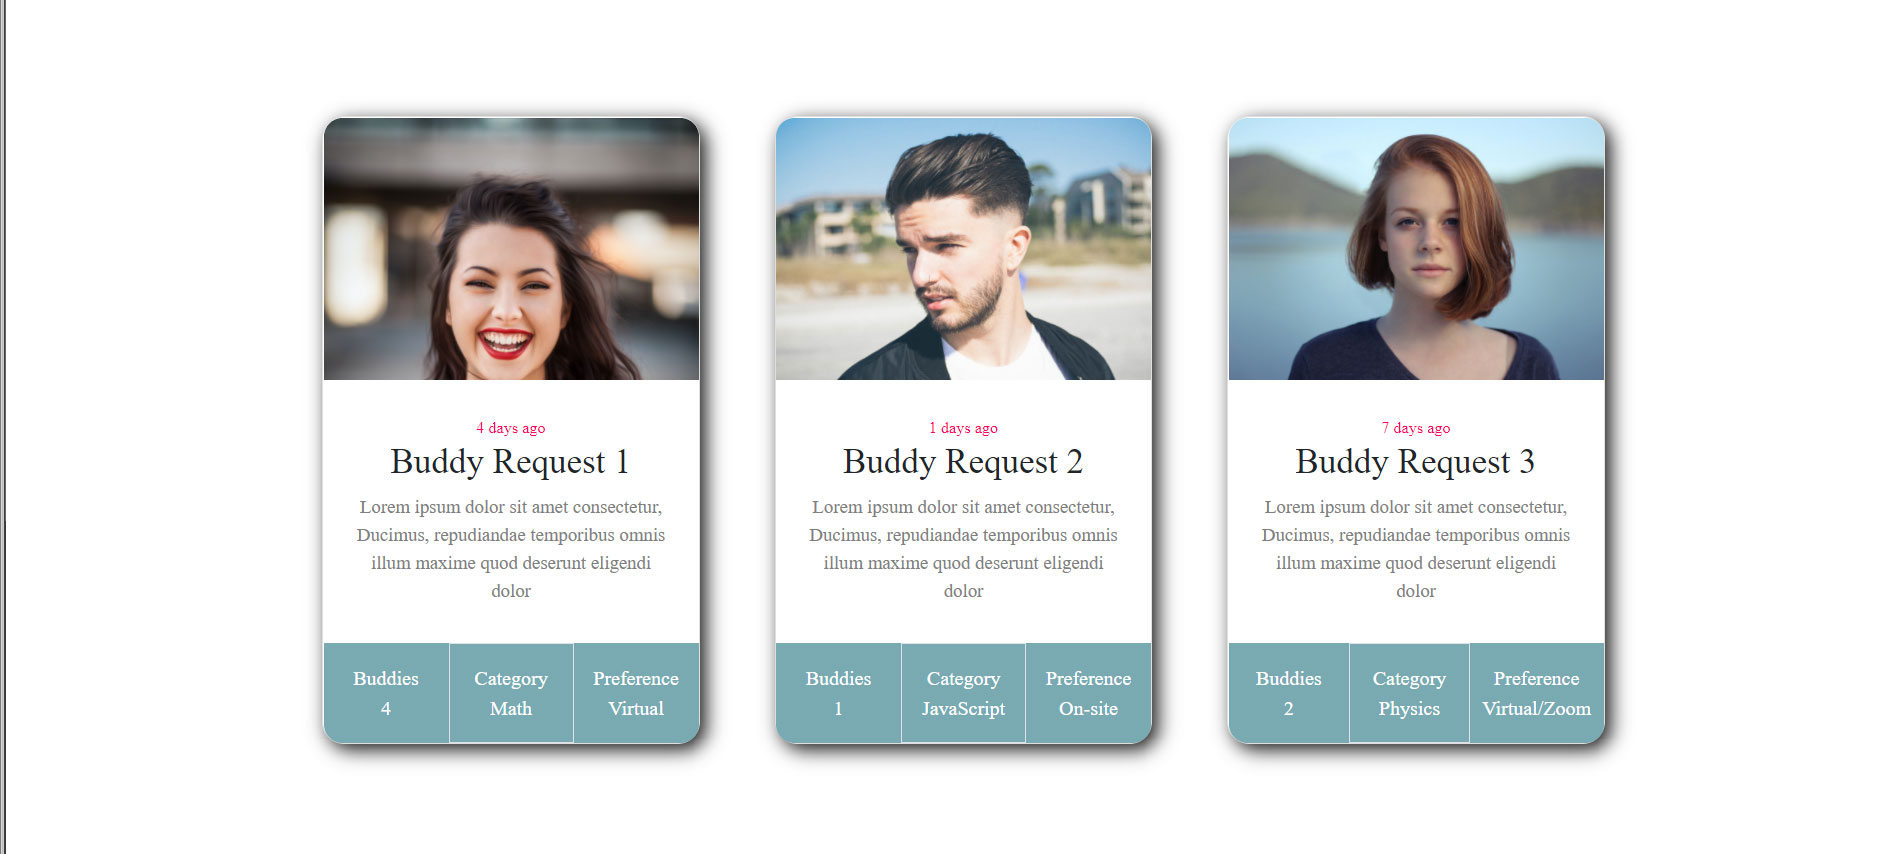 4 days ago
Buddy Request 1
Lorem ipsum dolor sit amet consectetur,
Ducimus, repudiandae temporibus omnis
illum maxime quod deserunt eligendi
dolor
Buddies
4
Category
Math
Preference
Virtual
1 days ago
Buddy Request 2
Lorem ipsum dolor sit amet consectetur,
Ducimus, repudiandae temporibus omnis
illum maxime quod deserunt eligendi
dolor
Buddies
1
Category
JavaScript
Preference
On-site
7 days ago
Buddy Request 3
Lorem ipsum dolor sit amet consectetur,
Ducimus, repudiandae temporibus omnis
illum maxime quod deserunt eligendi
dolor
Buddies
2
Category
Physics
Preference
Virtual/Zoom